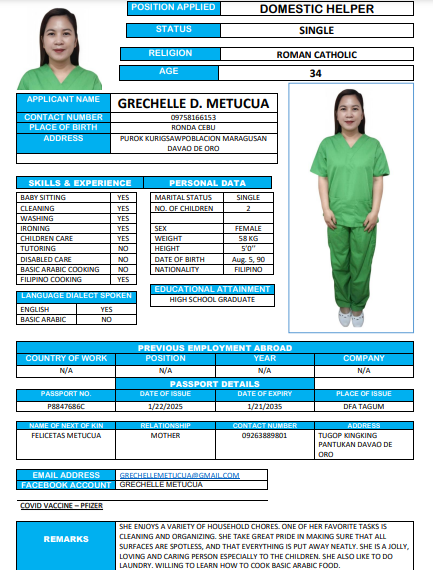 POSITION APPLIED DOMESTIC HELPER
STATUS SINGLE
RELIGION ROMAN CATHOLIC
AGE 34
APPLICANT NAME GRECHELLE D. METUCUA
CONTACT NUMBER 09758166153
PLACE OF BIRTH RONDA CEBU
ADDRESS PUROK KURIGSAWPOBLACION MARAGUSAN
DAVAO DE ORO
SKILLS & EXPERIENCE PERSONAL DATA
BABY SITTING YES MARITAL STATUS SINGLE
CLEANING YES NO. OF CHILDREN 2
WASHING YES
IRONING YES SEX FEMALE
CHILDREN CARE YES WEIGHT 58 KG
TUTORING NO HEIGHT 5'0"
DISABLED CARE NO DATE OF BIRTH Aug. 5, 90
BASIC ARABIC COOKING NO NATIONALITY FILIPINO
FILIPINO COOKING YES
EDUCATIONAL ATTAINMENT
LANGUAGE DIALECT SPOKEN HIGH SCHOOL GRADUATE
ENGLISH YES
BASIC ARABIC NO
PREVIOUS EMPLOYMENT ABROAD
COUNTRY OF WORK POSITION YEAR COMPANY
N/A N/A N/A N/A
PASSPORT DETAILS
PASSPORT NO. DATE OF ISSUE DATE OF EXPIRY PLACE OF ISSUE
P8847686C 1/22/2025 1/21/2035 DFA TAGUM
NAME OF NEXT OF KIN RELATIONSHIP CONTACT NUMBER ADDRESS
FELICETAS METUCUA MOTHER 09263889801 TUGOP KINGKING
PANTUKAN DAVAO DE
ORO
EMAIL ADDRESS GRECHELLEMETUCUA@GMAIL.COM
FACEBOOK ACCOUNT GRECHELLE METUCUA
COVID VACCINE – PFIZER
REMARKS SHE ENJOYS A VARIETY OF HOUSEHOLD CHORES. ONE OF HER FAVORITE TASKS IS
CLEANING AND ORGANIZING. SHE TAKE GREAT PRIDE IN MAKING SURE THAT ALL
SURFACES ARE SPOTLESS, AND THAT EVERYTHING IS PUT AWAY NEATLY. SHE IS A JOLLY,
LOVING AND CARING PERSON ESPECIALLY TO THE CHILDREN. SHE ALSO LIKE TO DO
LAUNDRY. WILLING TO LEARN HOW TO COOK BASIC ARABIC FOOD.